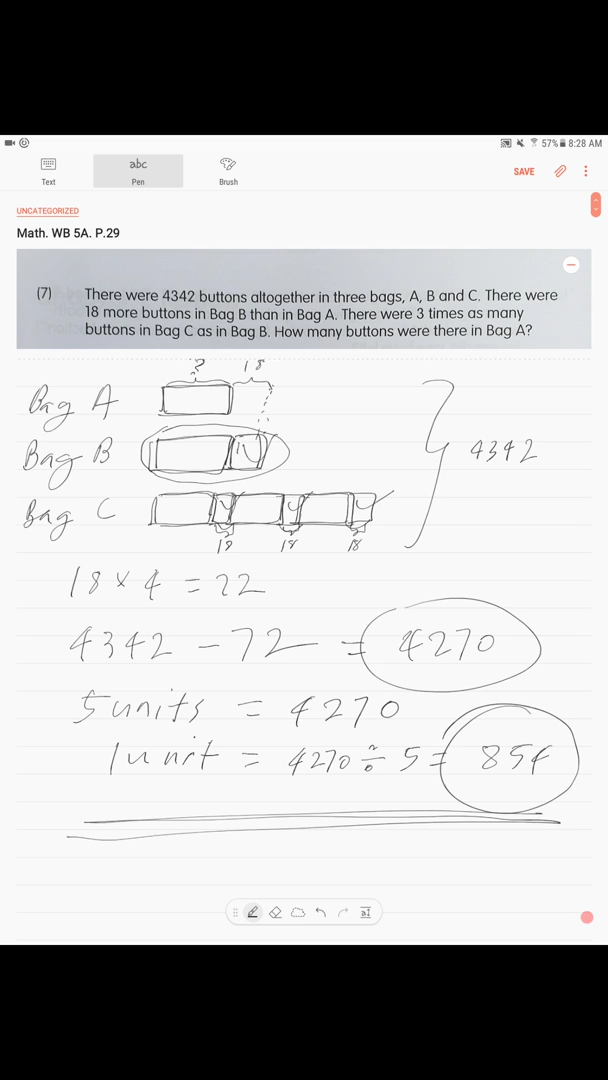 57% 8:28 AM
Text
abc
Pen
Brush
SAVE
UNCATEGORIZED
Math. WB 5A. P.29
(7) There were 4342 buttons altogether in three bags, A, B and C. There were
18 more buttons in Bag B than in Bag A. There were 3 times as many
buttons in Bag C as in Bag B. How many buttons were there in Bag A?
? 18
Bag A
Bag B
4342
Bag C
18 18 18
18 × 4 = 72
4342 - 72 = 4270
5 units = 4270
1 unit = 4270 ÷ 5 = 854